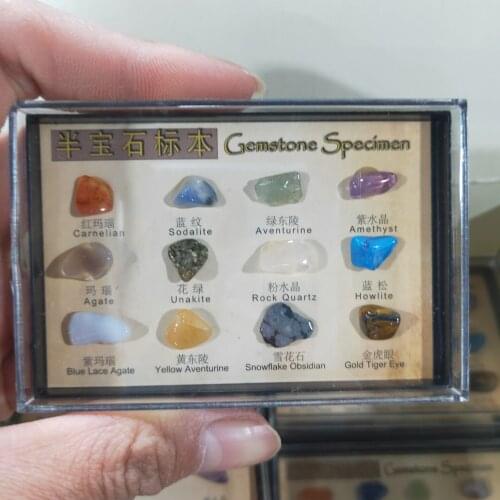 半宝石标本 Gemstone Specimen
红玛瑙 蓝纹 绿东陵 紫水晶
Carnelian Sodalite Aventurine Amethyst
玛瑙 花绿 粉水晶 蓝松
Agate Unakite Rock Quartz Howlite
紫玛瑙 黄东陵 雪花石 金虎眼
Blue Lace Agate Yellow Aventurine Snowflake Obsidian Gold Tiger Eye
Gemstone Specimen